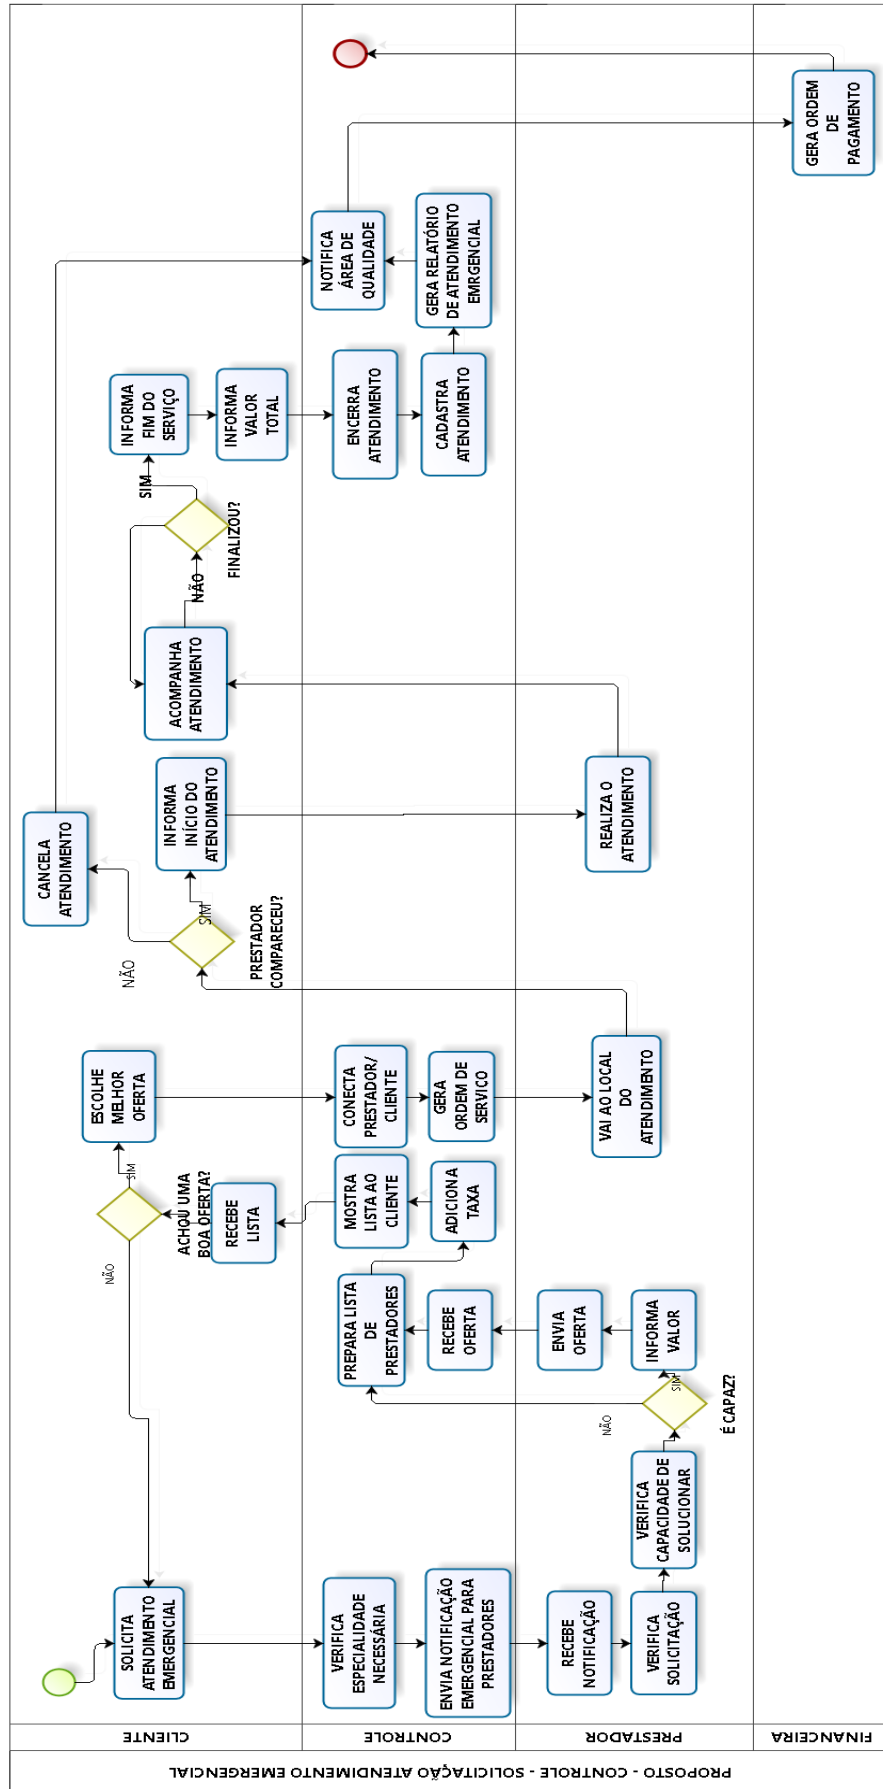 PROPOSTO - CONTROLE - SOLICITAÇÃO ATENDIMENTO EMERGENCIAL
CLIENTE
SOLICITA
ATENDIMENTO
EMERGENCIAL
NÃO
SIM
ACHOU UMA
BOA OFERTA?
RECEBE
LISTA
ESCOLHE
MELHOR
OFERTA
NÃO
SIM
PRESTADOR
COMPARECEU?
CANCELA
ATENDIMENTO
INFORMA
INÍCIO DO
ATENDIMENTO
ACOMPANHA
ATENDIMENTO
NÃO
FINALIZOU?
SIM
INFORMA
FIM DO
SERVIÇO
INFORMA
VALOR
TOTAL
CONTROLE
VERIFICA
ESPECIALIDADE
NECESSÁRIA
ENVIA NOTIFICAÇÃO
EMERGENCIAL PARA
PRESTADORES
PREPARA LISTA
DE
PRESTADORES
RECEBE
OFERTA
ADICIONA
TAXA
MOSTRA
LISTA AO
CLIENTE
CONECTA
PRESTADOR/
CLIENTE
GERA
ORDEM DE
SERVICO
ENCERRA
ATENDIMENTO
CADASTRA
ATENDIMENTO
GERA RELATÓRIO
DE ATENDIMENTO
EMRGENCIAL
NOTIFICA
ÁREA DE
QUALIDADE
PRESTADOR
RECEBE
NOTIFICAÇÃO
VERIFICA
SOLICITAÇÃO
VERIFICA
CAPACIDADE DE
SOLUCIONAR
É CAPAZ?
NÃO
SIM
INFORMA
VALOR
ENVIA
OFERTA
VAI AO LOCAL
DO
ATENDIMENTO
REALIZA O
ATENDIMENTO
FINANCEIRA
GERA ORDEM
DE
PAGAMENTO